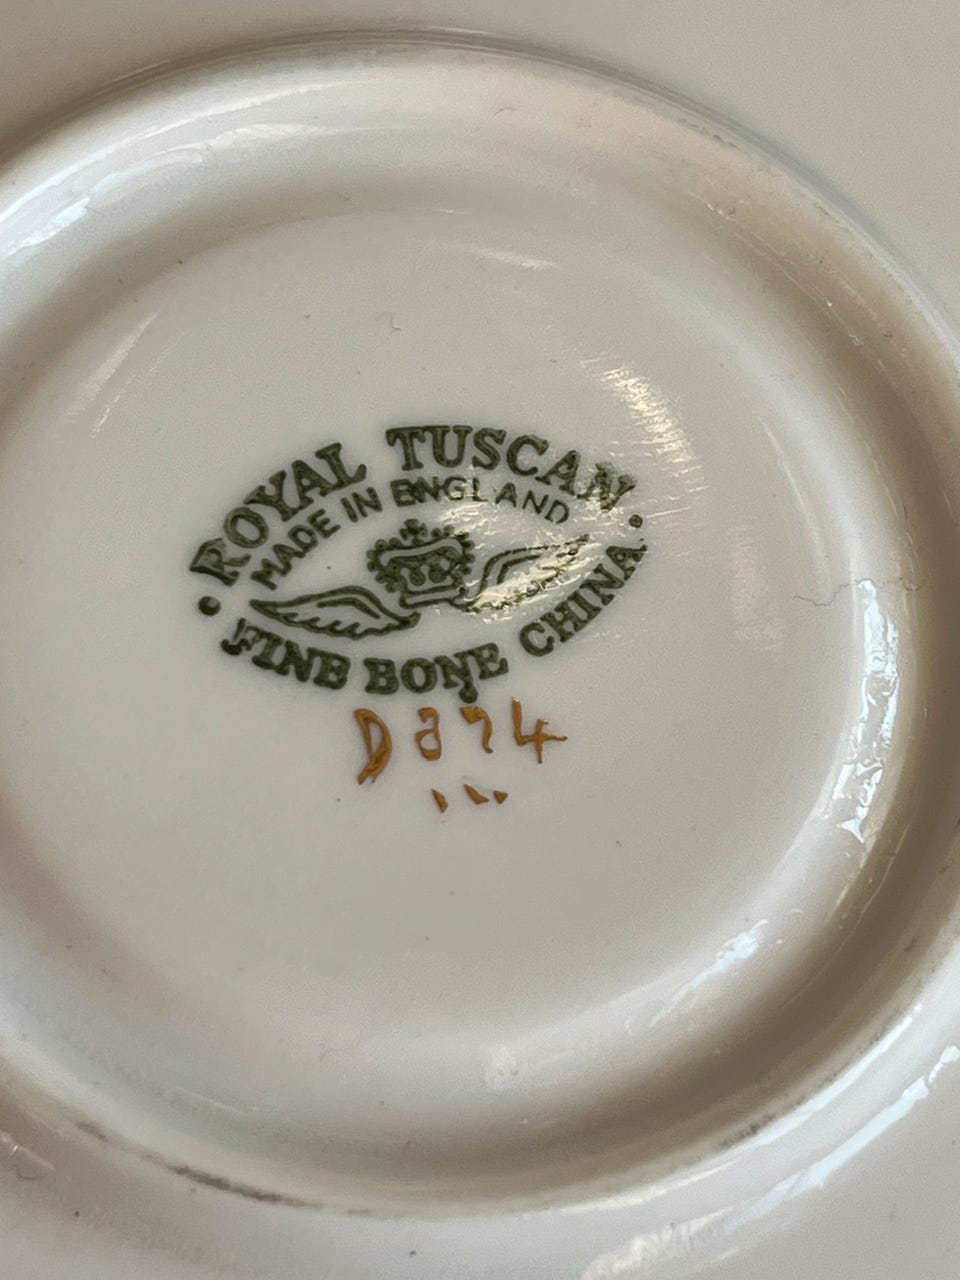 ROYAL TUSCAN
MADE IN ENGLAND
FINE BONE CHINA
D874